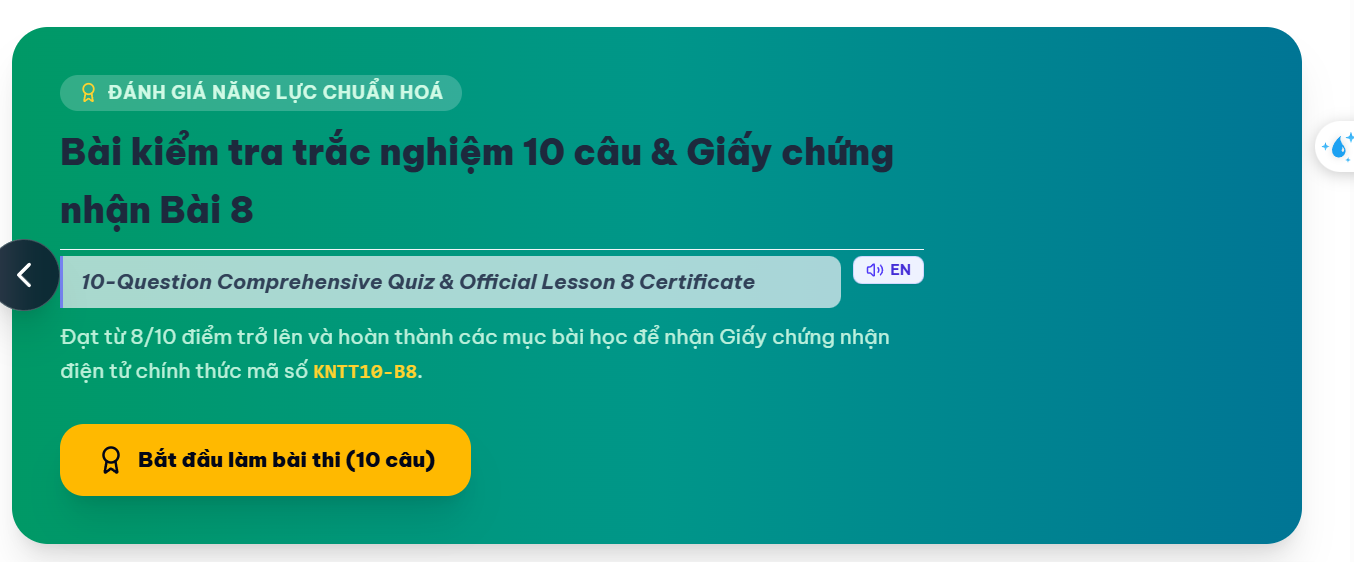 ĐÁNH GIÁ NĂNG LỰC CHUẨN HOÁ
Bài kiểm tra trắc nghiệm 10 câu & Giấy chứng
nhận Bài 8
10-Question Comprehensive Quiz & Official Lesson 8 Certificate
EN
Đạt từ 8/10 điểm trở lên và hoàn thành các mục bài học để nhận Giấy chứng nhận
điện tử chính thức mã số KNTT10-B8.
Bắt đầu làm bài thi (10 câu)